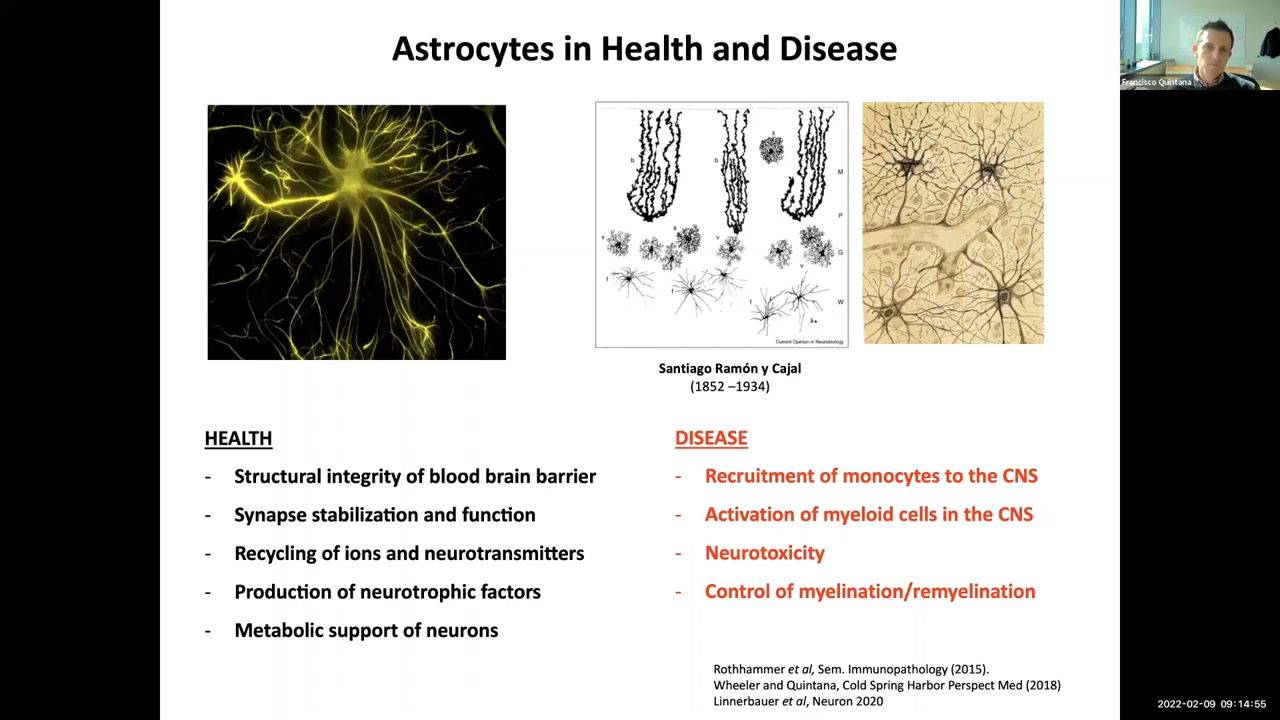 Astrocytes in Health and Disease
Francisco Quintana
b
b
s
M
P
v
s
v
G
v
f
f
f
W
Current Opinion in Neurobiology
Santiago Ramón y Cajal
(1852 –1934)
HEALTH
- Structural integrity of blood brain barrier
- Synapse stabilization and function
- Recycling of ions and neurotransmitters
- Production of neurotrophic factors
- Metabolic support of neurons
DISEASE
- Recruitment of monocytes to the CNS
- Activation of myeloid cells in the CNS
- Neurotoxicity
- Control of myelination/remyelination
Rothhammer et al, Sem. Immunopathology (2015).
Wheeler and Quintana, Cold Spring Harbor Perspect Med (2018)
Linnerbauer et al, Neuron 2020
2022-02-09 09:14:55